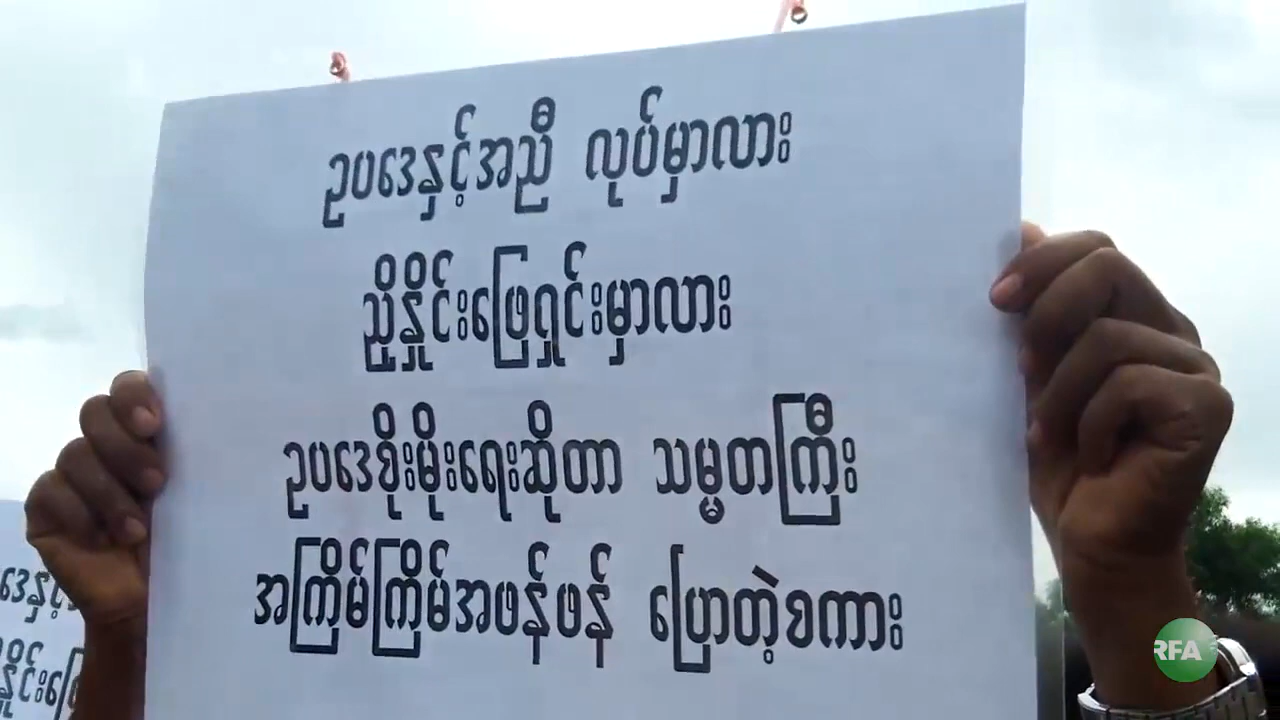 ဥပဒေနှင့်အညီ လုပ်မှာလား
ညှိနှိုင်းဖြေရှင်းမှာလား
ဥပဒေစိုးမိုးရေးဆိုတာ သမ္မတကြီး
အကြိမ်ကြိမ်အဖန်ဖန် ပြောတဲ့စကား
RFA